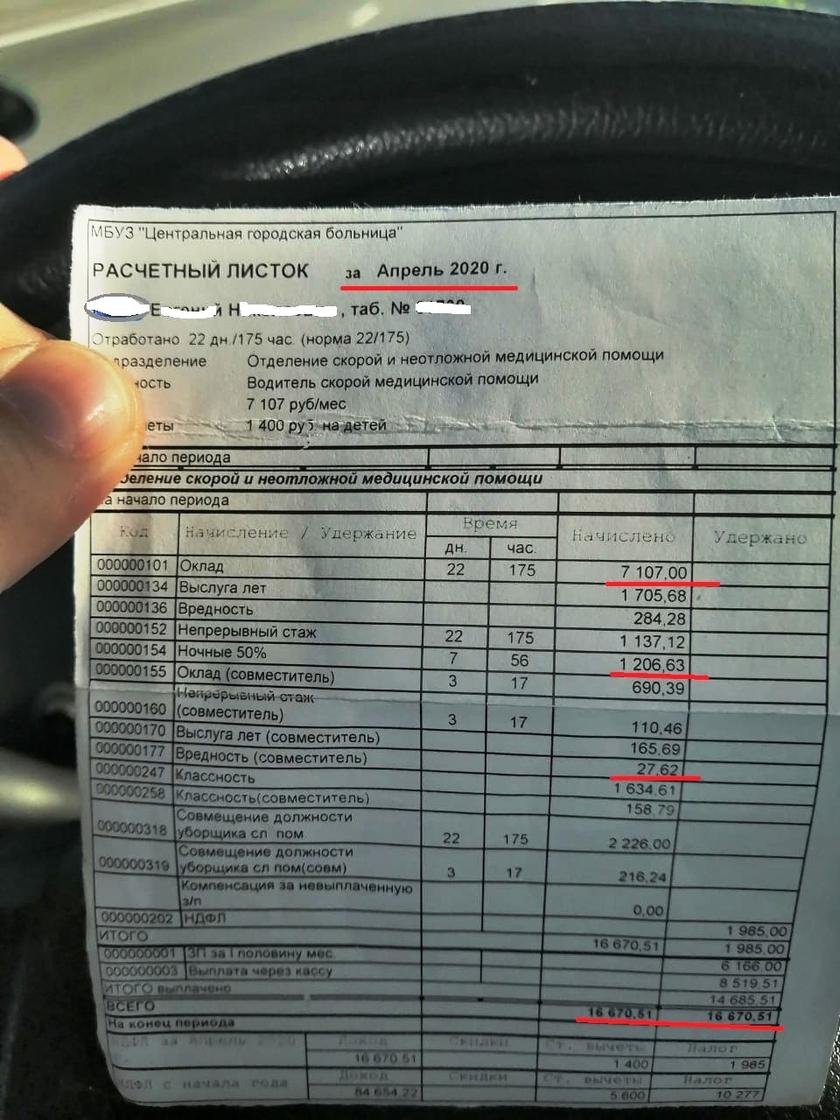 МБУЗ "Центральная городская больница"
РАСЧЕТНЫЙ ЛИСТОК за Апрель 2020 г.
, таб. №
Отработано 22 дн./175 час. (норма 22/175)
Отделение скорой и неотложной медицинской помощи
Водитель скорой медицинской помощи
7 107 руб/мес
1 400 руб на детей
начало периода
деление скорой и неотложной медицинской помощи
на начало периода
Код Начисление / Удержание Время Начислено Удержано
дн. час.
000000101 Оклад 22 175 7 107,00
000000134 Выслуга лет 1 705,68
000000136 Вредность 284,28
000000152 Непрерывный стаж 22 175 1 137,12
000000154 Ночные 50% 7 56 1 206,63
000000155 Оклад (совместитель) 3 17 690,39
Непрерывный стаж
000000160 (совместитель) 3 17 110,46
000000170 Выслуга лет (совместитель) 165,69
000000177 Вредность (совместитель) 27,62
000000247 Классность 1 634,61
000000258 Классность(совместитель) 158,79
Совмещение должности
000000318 уборщика сл пом 22 175 2 226,00
Совмещение должности
000000319 уборщика сл пом(совм) 3 17 216,24
Компенсация за невыплаченную
з/п 0,00
000000202 НДФЛ 1 985,00
ИТОГО 16 670,51 1 985,00
000000001 ЗП за I половину мес 6 166,00
000000003 Выплата через кассу 8 519,51
ИТОГО выплачено 14 685,51
ВСЕГО 16 670,51 16 670,51
На конец периода
НДФЛ за Апрель 2020 Доход Скидки Ст. вычеты Налог
16 670.51 1 400 1 985
НДФЛ с начала года Доход Скидки Ст. вычеты Налог
84 654.22 5 600 10 277